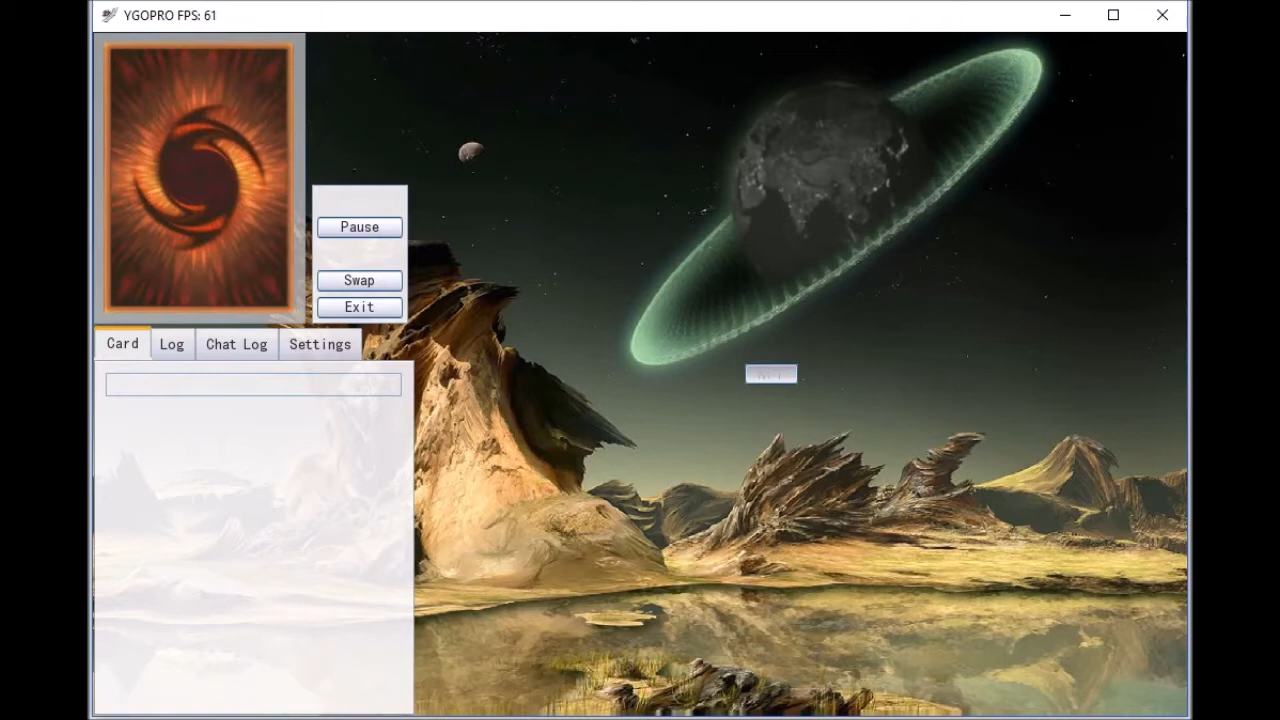 YGOPRO FPS: 61
Pause
Swap
Exit
Card
Log
Chat Log
Settings